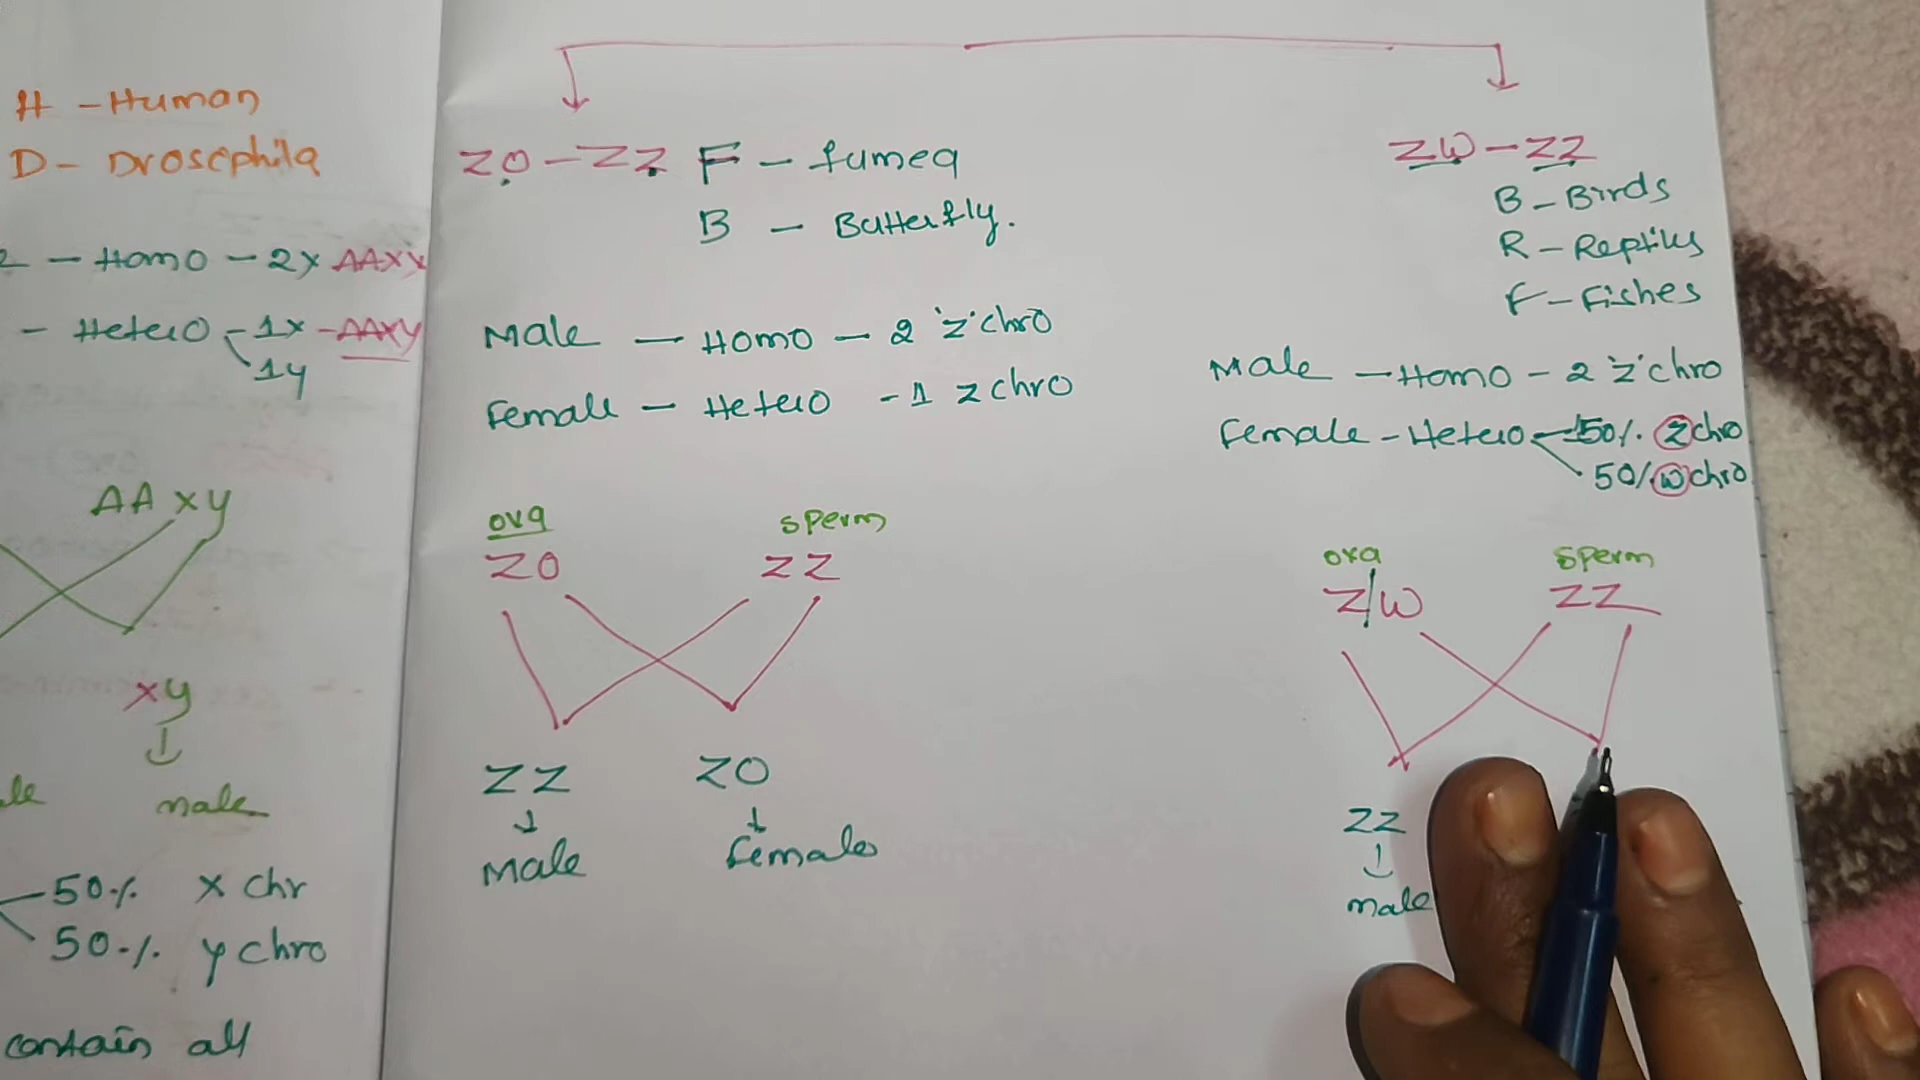 H - Human
D - Drosephila
- Homo - 2x AAXX
- Hetero - 1x - AAXY
1y
AA xy
xy
male
50% X Chr
50% y chro
contain all
ZO - ZZ F - fumea
B - Butterfly.
Male - Homo - 2 'z' chro
Female - Hetero - 1 z chro
ova sperm
ZO ZZ
ZZ ZO
Male Female
ZW - ZZ
B - Birds
R - Reptiles
F - Fishes
Male - Homo - 2 'z' chro
Female - Hetero 50% z chro
50% w chro
ova sperm
Z/W ZZ
ZZ
male